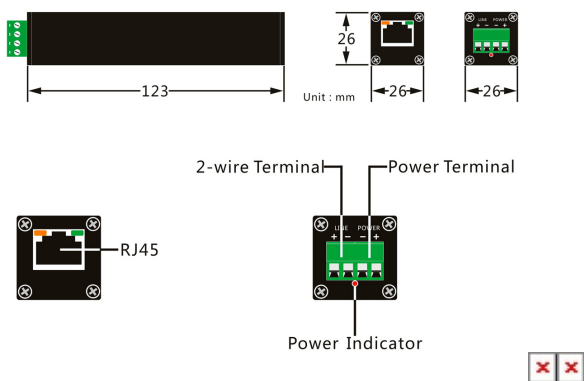 LINE POWER
+ − − +
26
123
Unit : mm
26
26
2-wire Terminal
Power Terminal
LINE POWER
+ − − +
RJ45
Power Indicator